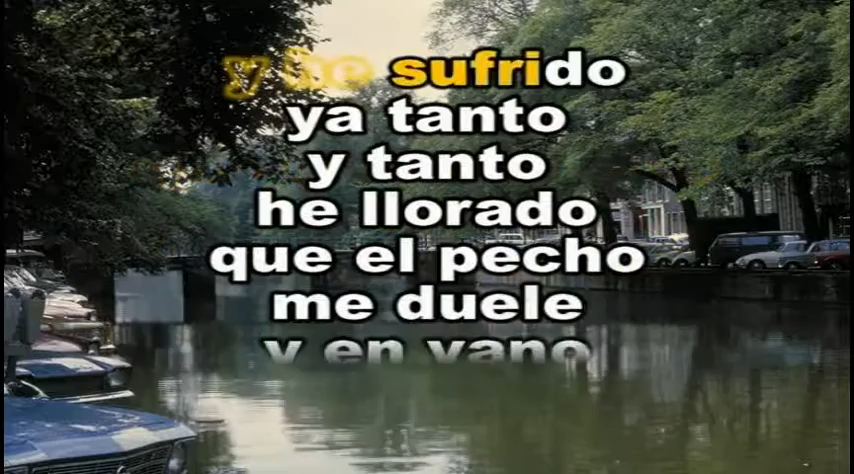 y he sufrido
ya tanto
y tanto
he llorado
que el pecho
me duele
y en vano